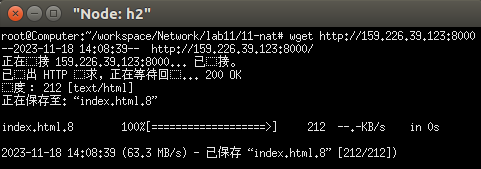 "Node: h2"
root@Computer:~/workspace/Network/lab11/11-nat# wget http://159.226.39.123:8000
--2023-11-18 14:08:39--  http://159.226.39.123:8000/
正在接 159.226.39.123:8000... 已接。
已出 HTTP 求，正在等待回... 200 OK
度： 212 [text/html]
正在保存至: “index.html.8”
index.html.8        100%[===================>]     212  --.-KB/s    in 0s
2023-11-18 14:08:39 (63.3 MB/s) - 已保存 “index.html.8” [212/212])